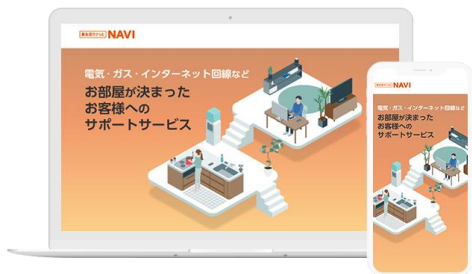 NAVI
電気・ガス・インターネット回線など
お部屋が決まった
お客様への
サポートサービス
NAVI
電気・ガス・インターネット回線など
お部屋が決まった
お客様への
サポートサービス